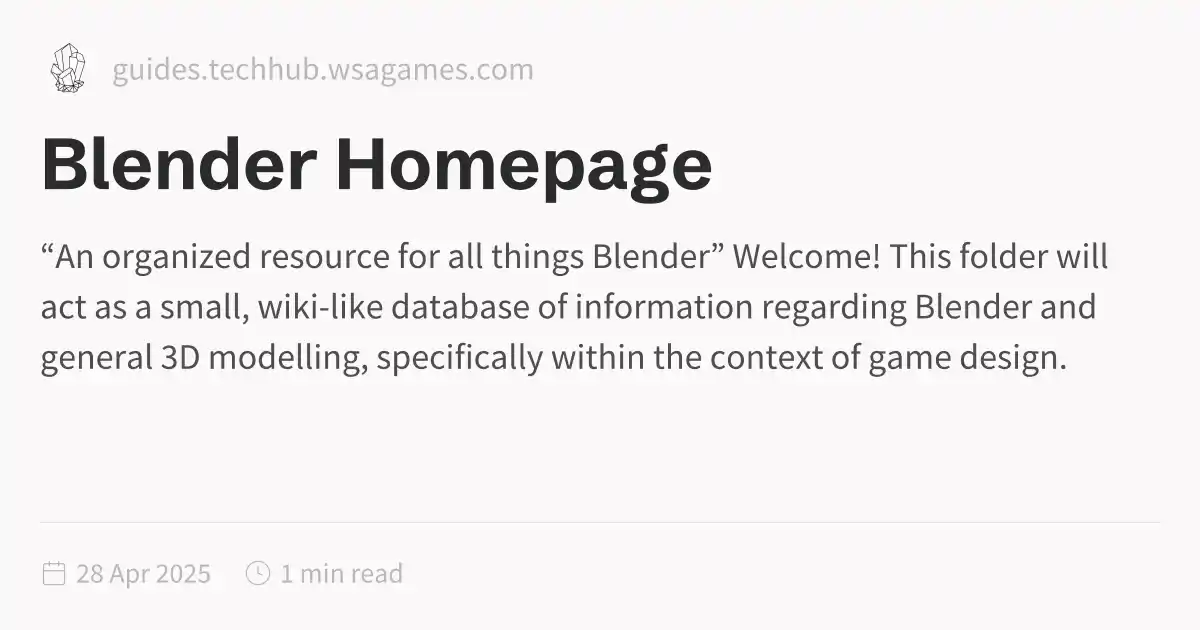 guides.techhub.wsagames.com
Blender Homepage
“An organized resource for all things Blender” Welcome! This folder will
act as a small, wiki-like database of information regarding Blender and
general 3D modelling, specifically within the context of game design.
28 Apr 2025
1 min read